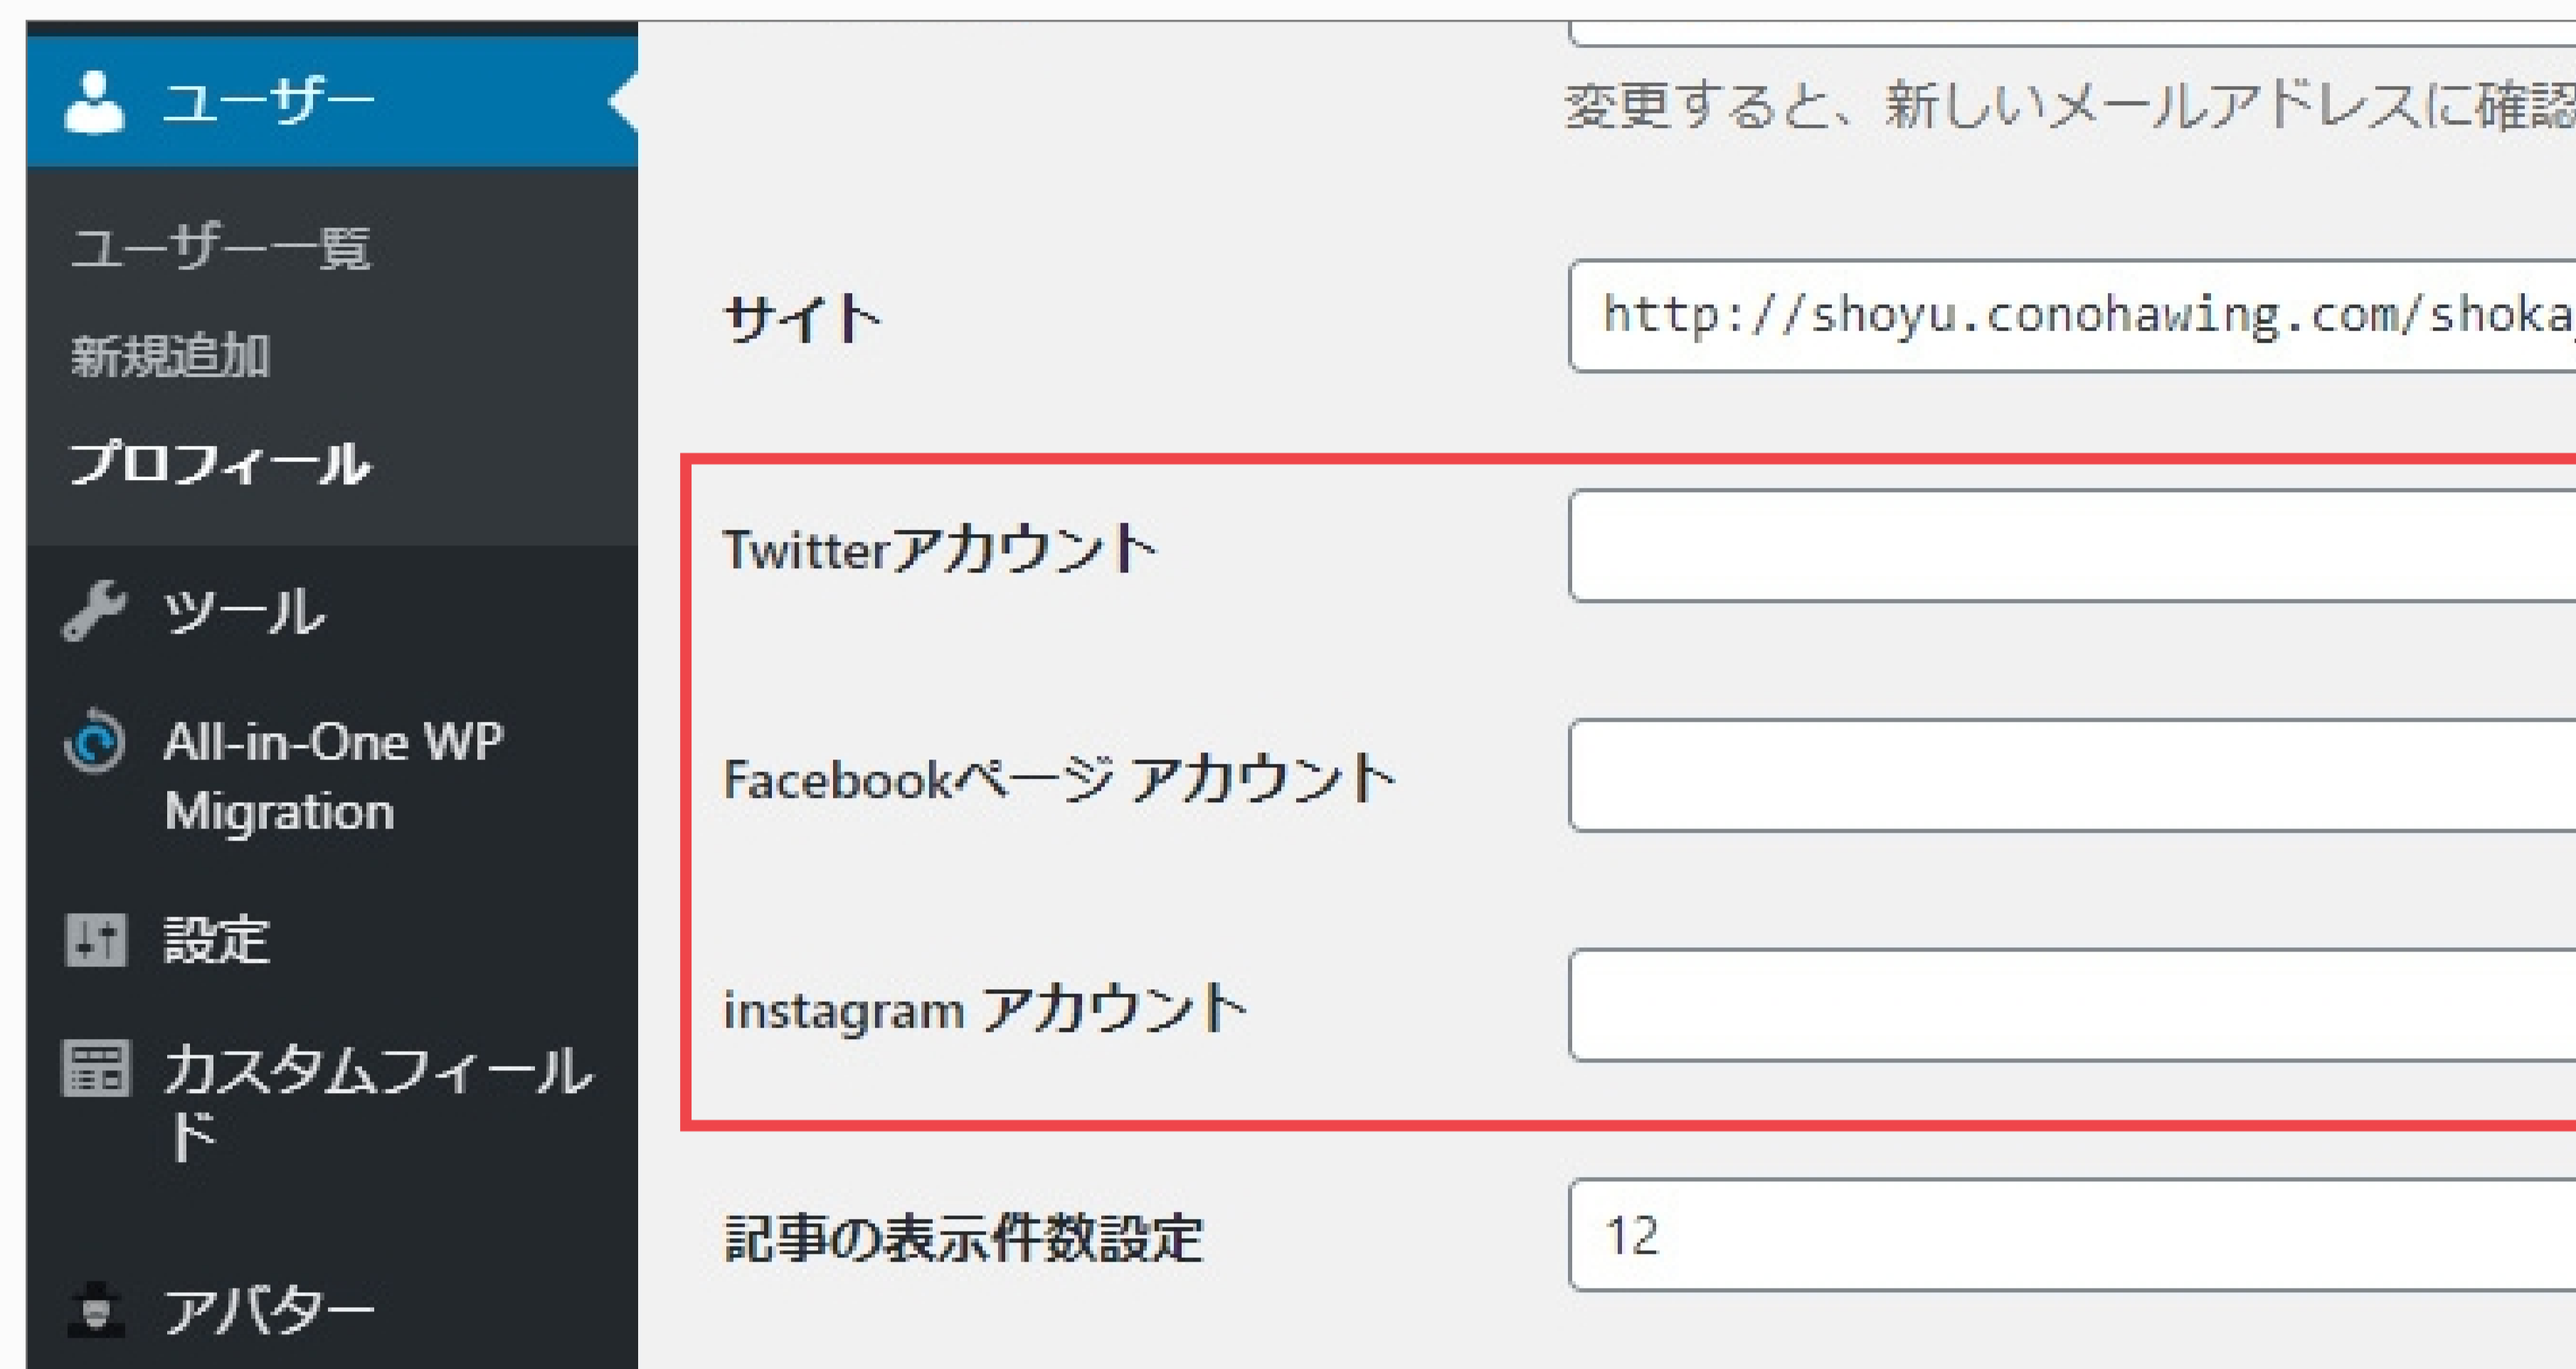 ユーザー
ユーザー一覧
新規追加
プロフィール
ツール
All-in-One WP
Migration
設定
カスタムフィール
ド
アバター
変更すると、新しいメールアドレスに確認
サイト
http://shoyu.conohawing.com/shoka
Twitterアカウント
Facebookページ アカウント
instagram アカウント
記事の表示件数設定
12